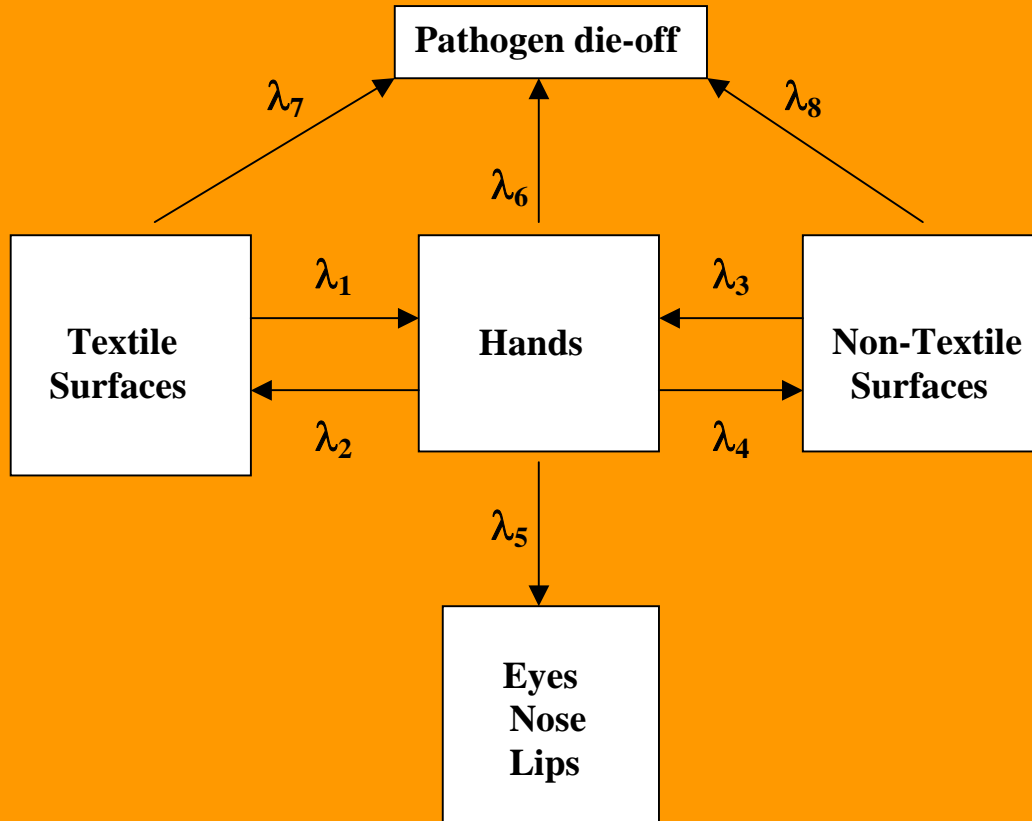 Pathogen die-off
λ7
λ8
λ6
λ1
λ3
Textile
Surfaces
Hands
Non-Textile
Surfaces
λ2
λ4
λ5
Eyes
Nose
Lips